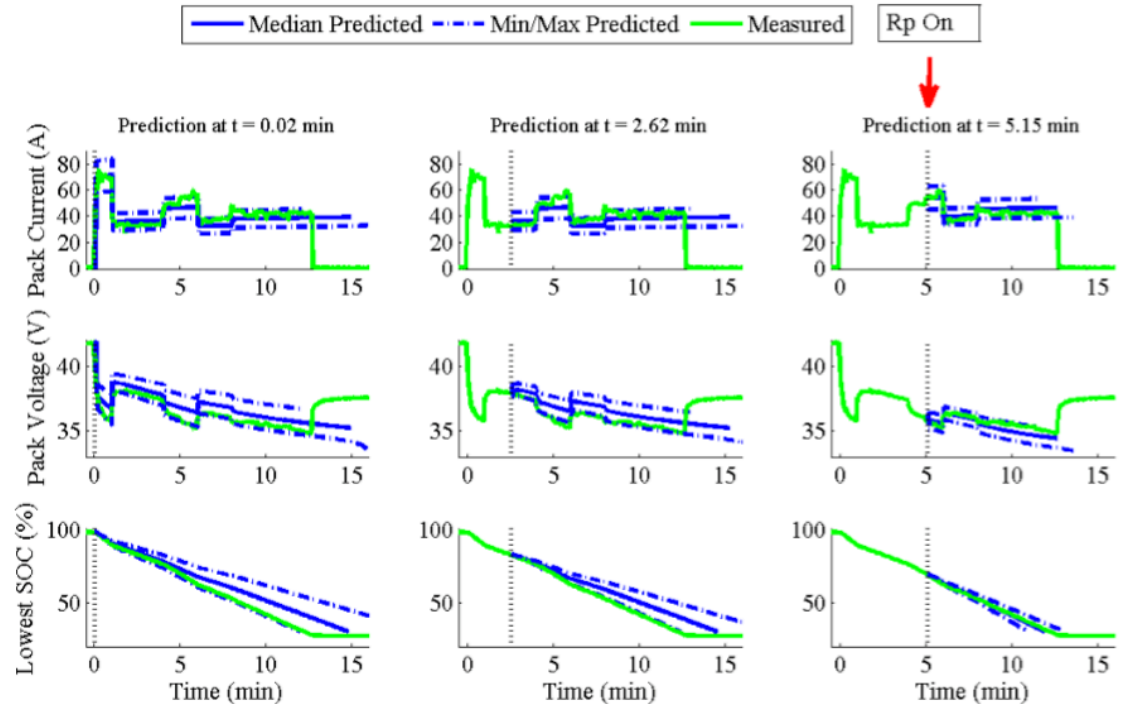 Median Predicted Min/Max Predicted Measured
Rp On
Prediction at t = 0.02 min Prediction at t = 2.62 min Prediction at t = 5.15 min
Pack Current (A)
80 80 80
60 60 60
40 40 40
20 20 20
0 0 0
0 5 10 15 0 5 10 15 0 5 10 15
Pack Voltage (V)
40 40 40
35 35 35
0 5 10 15 0 5 10 15 0 5 10 15
Lowest SOC (%)
100 100 100
50 50 50
0 5 10 15 0 5 10 15 0 5 10 15
Time (min) Time (min) Time (min)